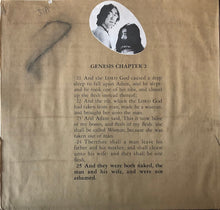 GENESIS CHAPTER 2
21 And the LORD God caused a deep
sleep to fall upon Adam, and he slept:
and he took one of his ribs, and closed
up the flesh instead thereof;
22 And the rib, which the LORD God
had taken from man, made he a woman,
and brought her unto the man.
23 And Adam said, This is now bone
of my bones, and flesh of my flesh: she
shall be called Woman, because she was
taken out of man.
24 Therefore shall a man leave his
father and his mother, and shall cleave
unto his wife: and they shall be one
flesh.
25 And they were both naked, the
man and his wife, and were not
ashamed.